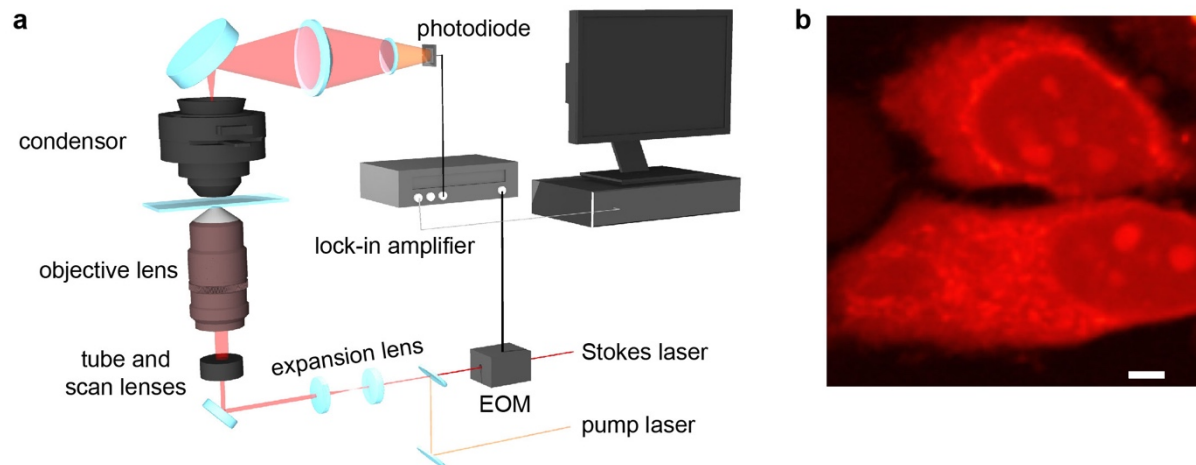 a
photodiode
condensor
lock-in amplifier
objective lens
tube and
scan lenses
expansion lens
Stokes laser
EOM
pump laser
b